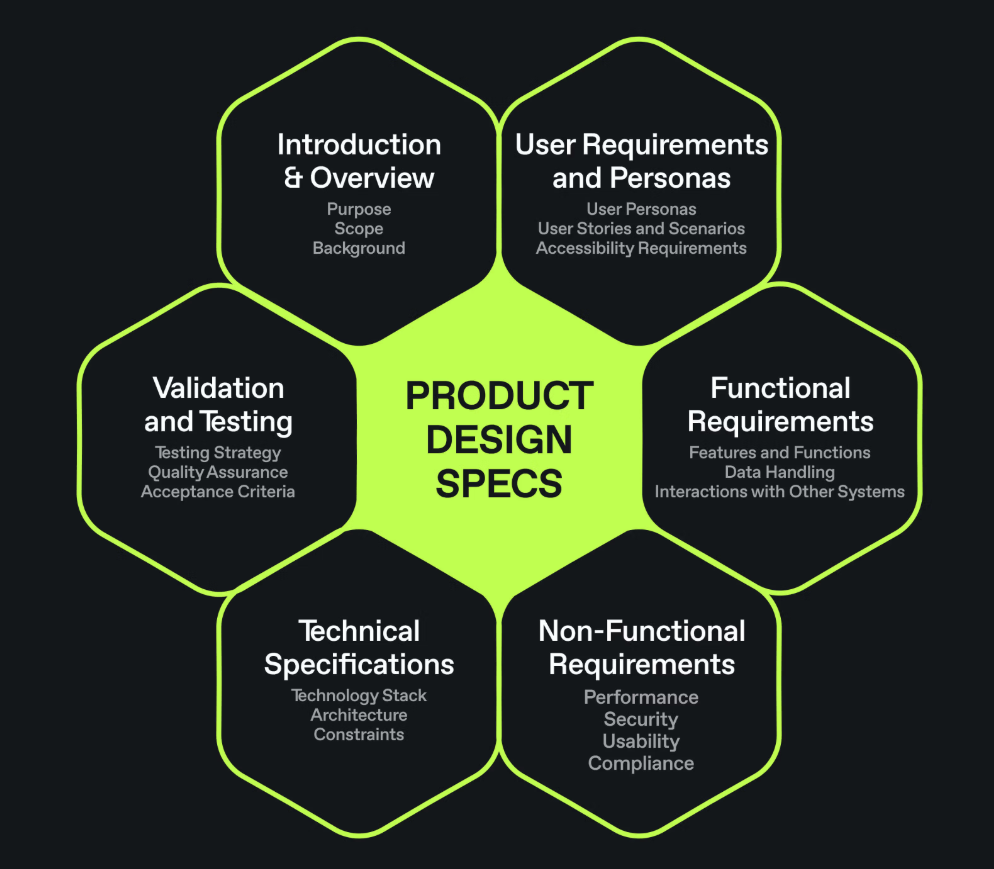 Introduction
& Overview
Purpose
Scope
Background
User Requirements
and Personas
User Personas
User Stories and Scenarios
Accessibility Requirements
Validation
and Testing
Testing Strategy
Quality Assurance
Acceptance Criteria
PRODUCT
DESIGN
SPECS
Functional
Requirements
Features and Functions
Data Handling
Interactions with Other Systems
Technical
Specifications
Technology Stack
Architecture
Constraints
Non-Functional
Requirements
Performance
Security
Usability
Compliance